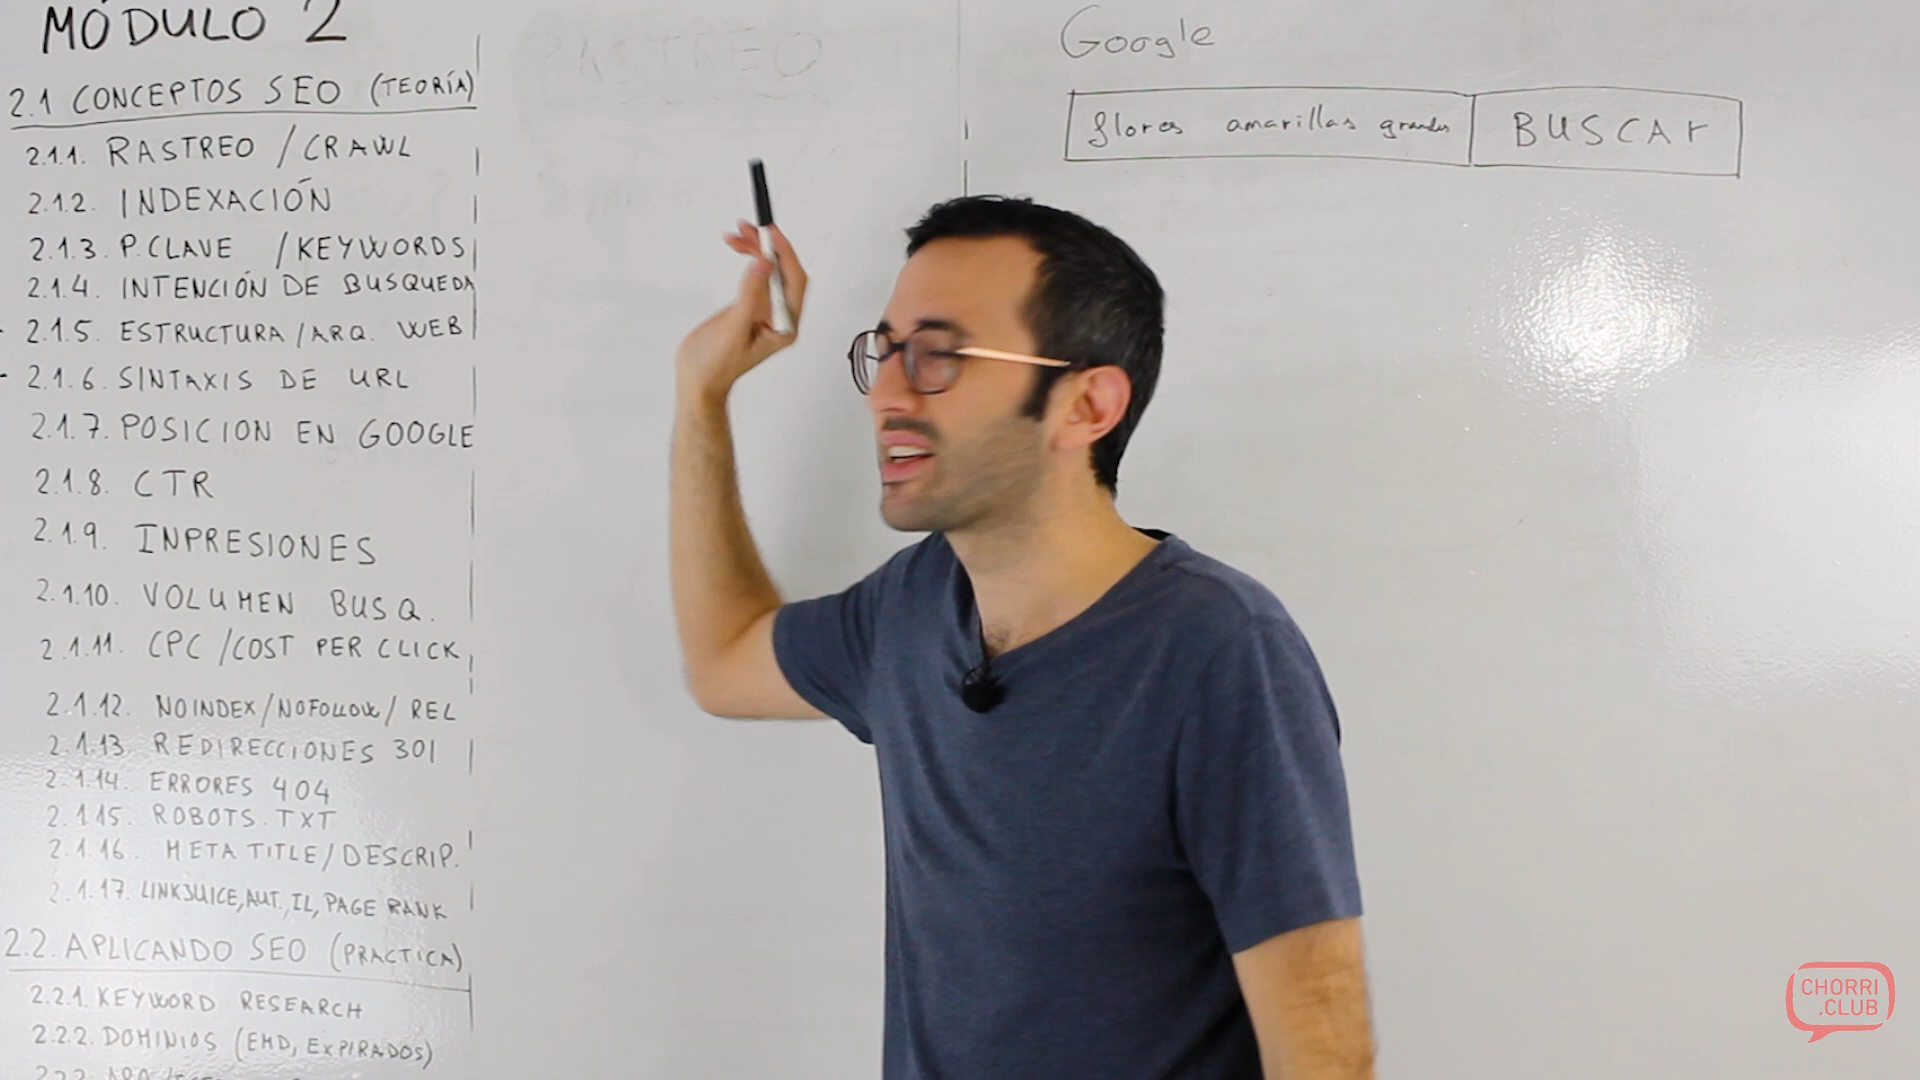 MÓDULO 2
2.1 CONCEPTOS SEO (TEORÍA)
2.1.1. RASTREO / CRAWL
2.1.2. INDEXACIÓN
2.1.3. P.CLAVE / KEYWORDS
2.1.4. INTENCIÓN DE BUSQUEDA
- 2.1.5. ESTRUCTURA / ARQ. WEB
- 2.1.6. SINTAXIS DE URL
2.1.7. POSICION EN GOOGLE
2.1.8. CTR
2.1.9. INPRESIONES
2.1.10. VOLUMEN BUSQ.
2.1.11. CPC / COST PER CLICK
2.1.12. NOINDEX / NOFOLLOW / REL
2.1.13. REDIRECCIONES 301
2.1.14. ERRORES 404
2.1.15. ROBOTS.TXT
2.1.16. META TITLE / DESCRIP.
2.1.17. LINKJUICE, AUT., IL, PAGE RANK
2.2. APLICANDO SEO (PRACTICA)
2.2.1. KEYWORD RESEARCH
2.2.2. DOMINIOS (EMD, EXPIRADOS)
RASTREO
Google
flores amarillas grandes
BUSCAr
CHORRI
.CLUB